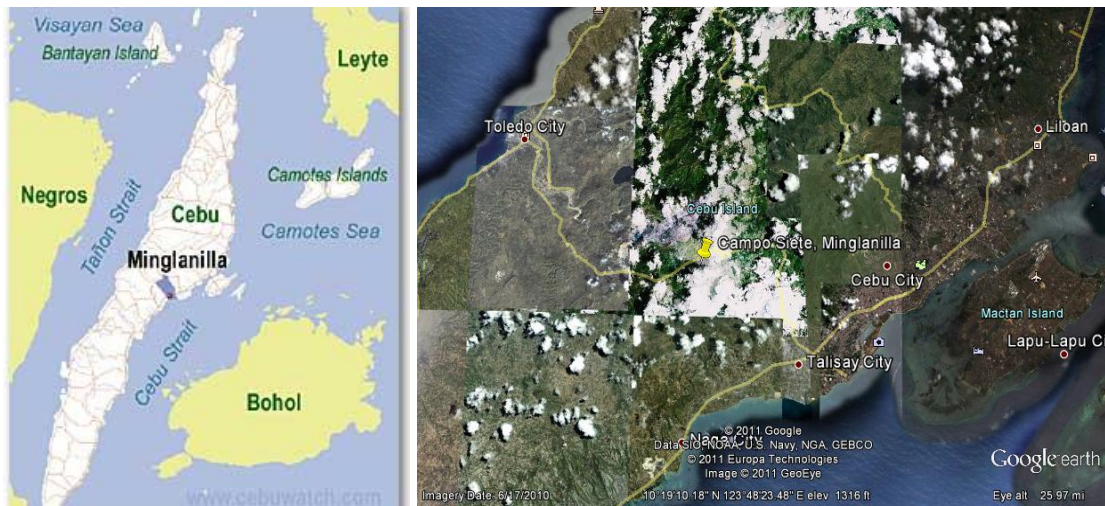 Visayan Sea
Bantayan Island
Leyte
Negros
Tañon Strait
Cebu
Camotes Islands
Camotes Sea
Minglanilla
Cebu Strait
Bohol
www.cebuwatch.com
Toledo City
Liloan
Cebu Island
Campo Siete, Minglanilla
Cebu City
Mactan Island
Lapu-Lapu C
Talisay City
Naga City
© 2011 Google
Data SIO, NOAA, U.S. Navy, NGA, GEBCO
© 2011 Europa Technologies
Image © 2011 GeoEye
Google earth
Imagery Date: 6/17/2010
10°19'10.18" N 123°48'23.48" E elev 1316 ft
Eye alt 25.97 mi